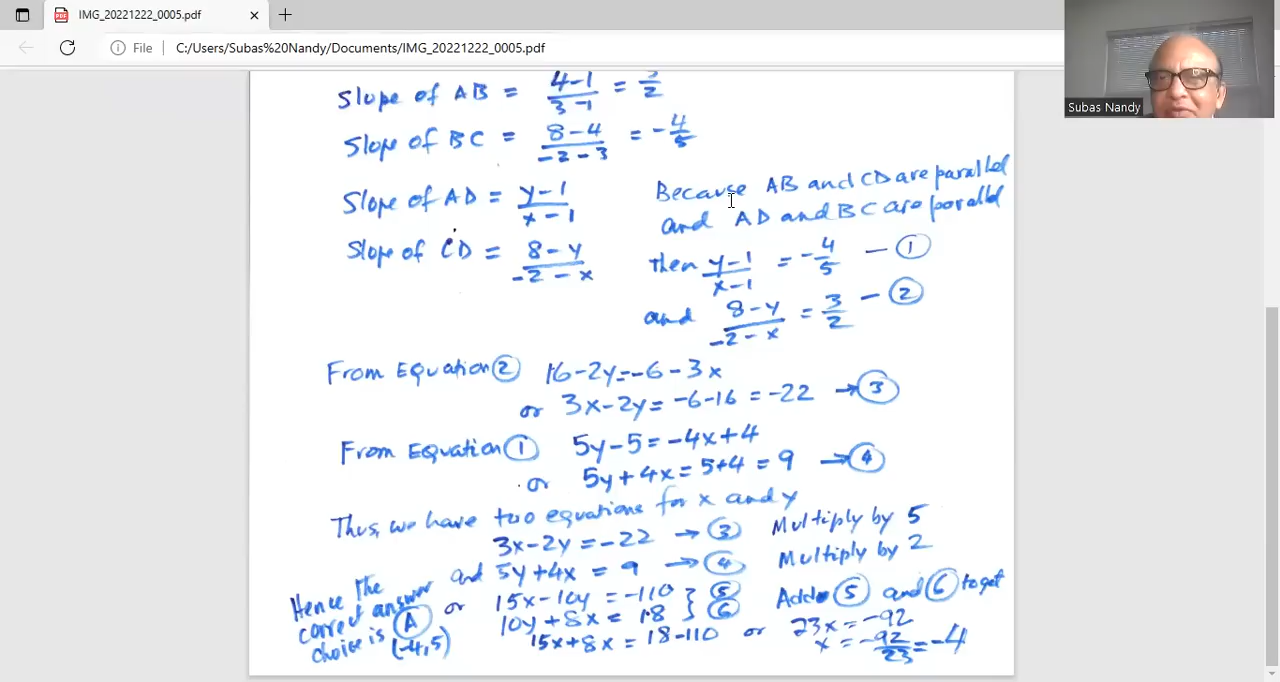 IMG_20221222_0005.pdf
File C:/Users/Subas%20Nandy/Documents/IMG_20221222_0005.pdf
Subas Nandy
Slope of AB = 4-1/3-1 = 3/2
Slope of BC = 8-4/-2-3 = -4/5
Slope of AD = y-1/x-1
Slope of CD = 8-y/-2-x
Because AB and CD are parallel
and AD and BC are parallel
then y-1/x-1 = -4/5 — ①
and 8-y/-2-x = 3/2 — ②
From Equation ② 16-2y=-6-3x
or 3x-2y= -6-16 = -22 → ③
From Equation ① 5y-5=-4x+4
or 5y+4x=5+4=9 → ④
Thus, we have two equations for x and y
3x-2y=-22 → ③ Multiply by 5
and 5y+4x = 9 → ④ Multiply by 2
or 15x-10y = -110 } ⑤
10y+8x = 18 } ⑥
Add ⑤ and ⑥ to get
15x+8x = 18-110 or 23x = -92
x = -92/23 = -4
Hence the
correct answer
choice is Ⓐ
(-4,5)